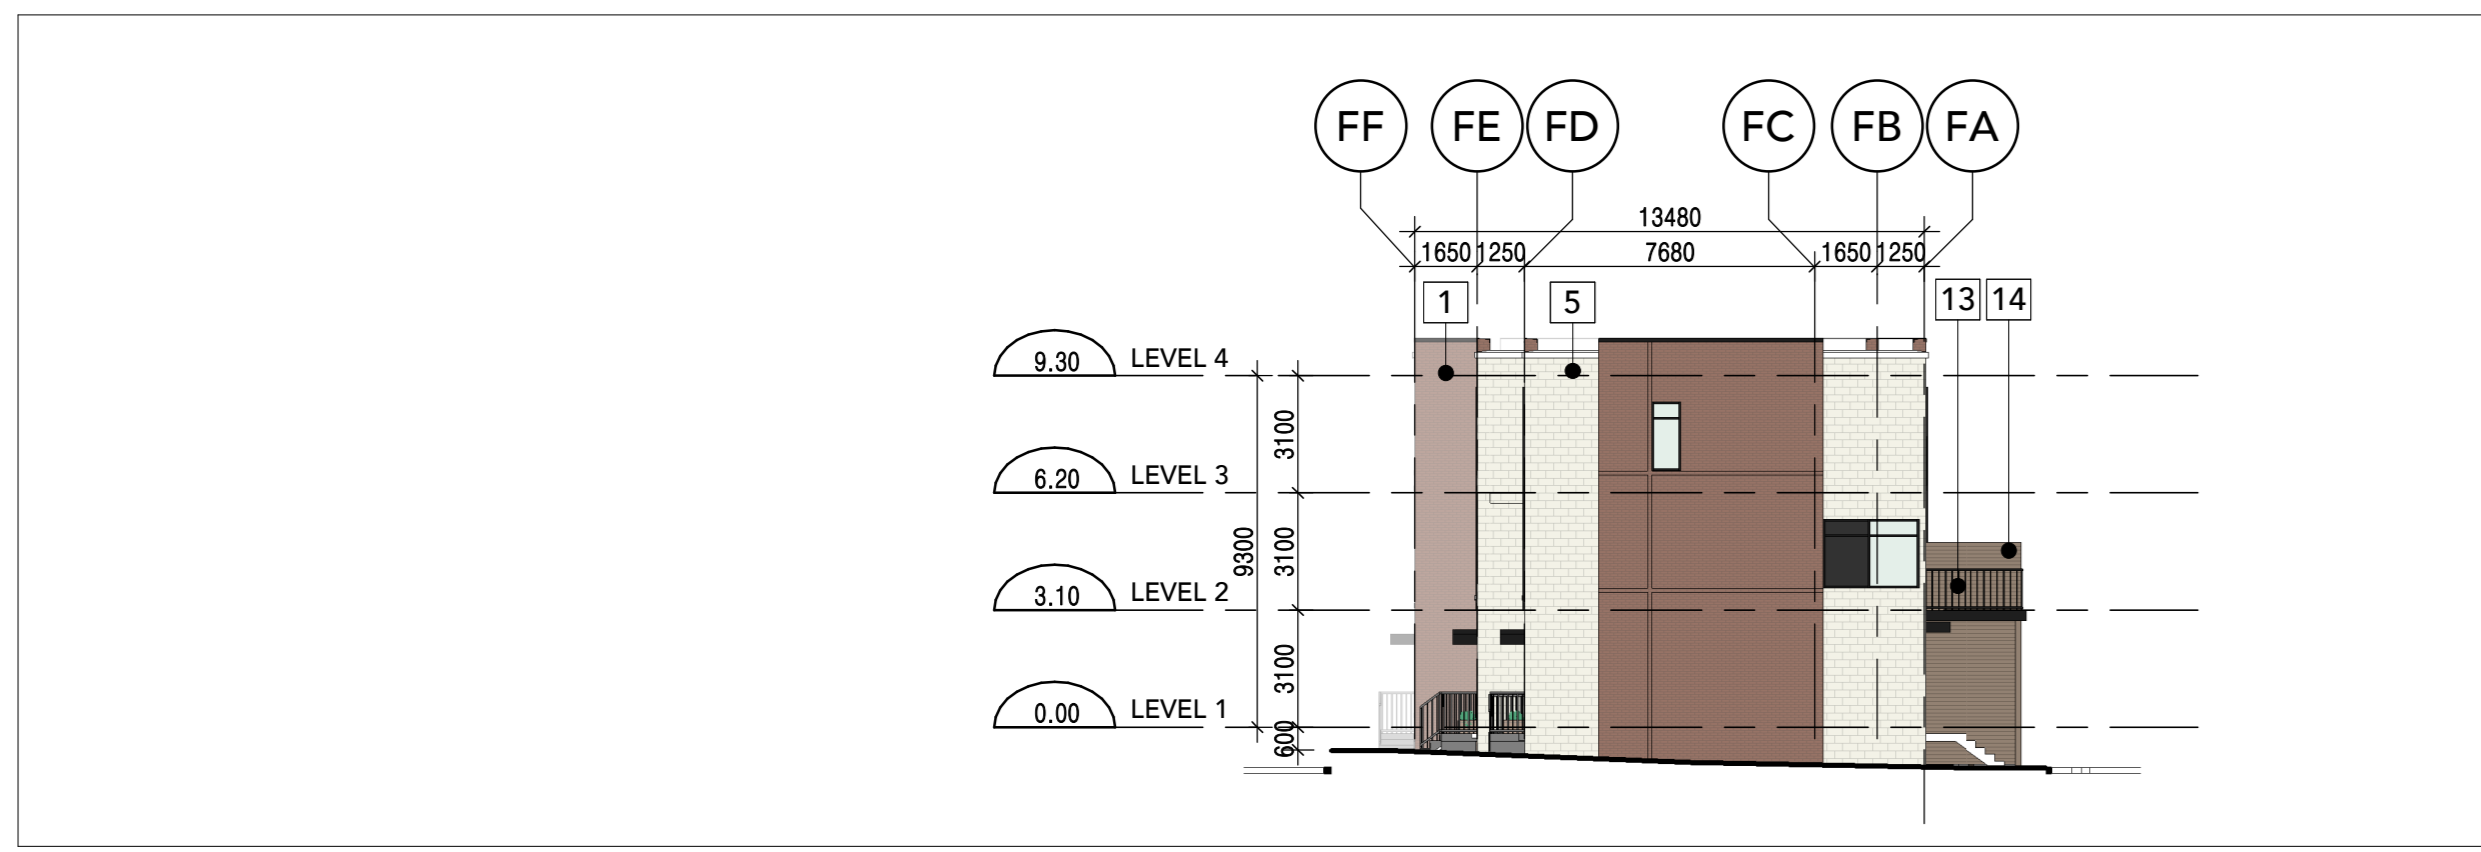 FF FE FD FC FB FA
13480
1650 1250 7680 1650 1250
1 5 13 14
9.30 LEVEL 4
3100
6.20 LEVEL 3
9300 3100
3.10 LEVEL 2
3100
0.00 LEVEL 1
600